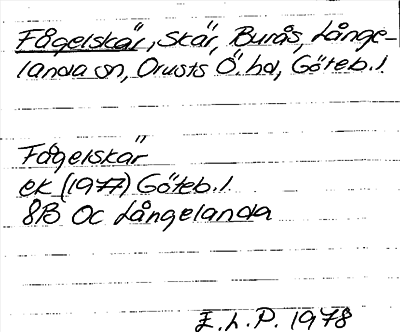 Fågelskär, Skär, Burås, Långe-
landa sn, Orusts Ö. hd, Göteb. l.
Fågelskär
ek (1977) Göteb. l.
8B Oc Långelanda
E. L. P. 1978